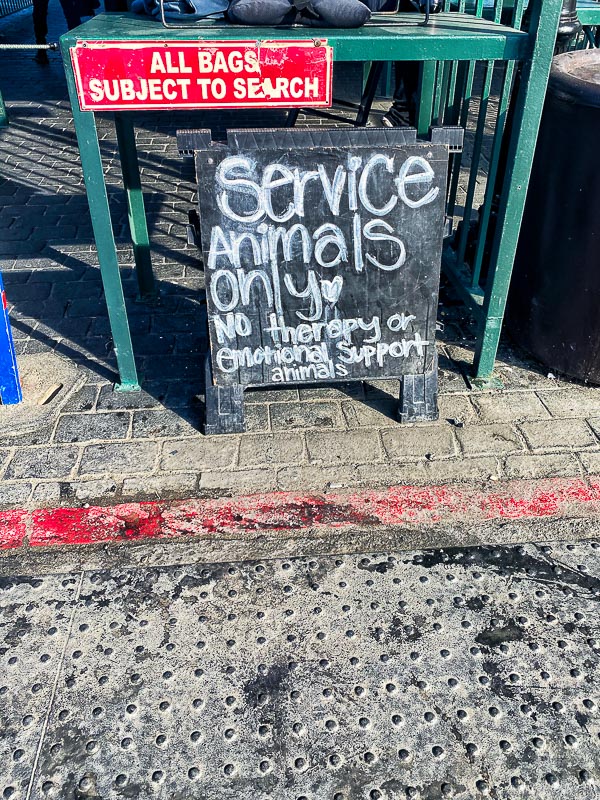 ALL BAGS
SUBJECT TO SEARCH
Service
Animals
only♥
No therapy or
emotional support
animals